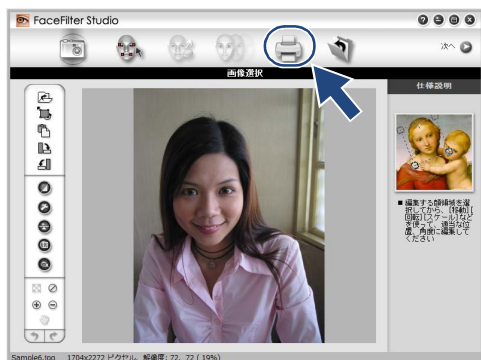 FaceFilter Studio
次へ
画像選択
仕様説明
■ 編集する顔領域を選
択してから、[移動][
回転][スケール]など
を使って、適当な位
置、角度に編集して
ください
Sample6.jpg 1704x2272 ピクセル, 解像度: 72, 72 ( 19%)